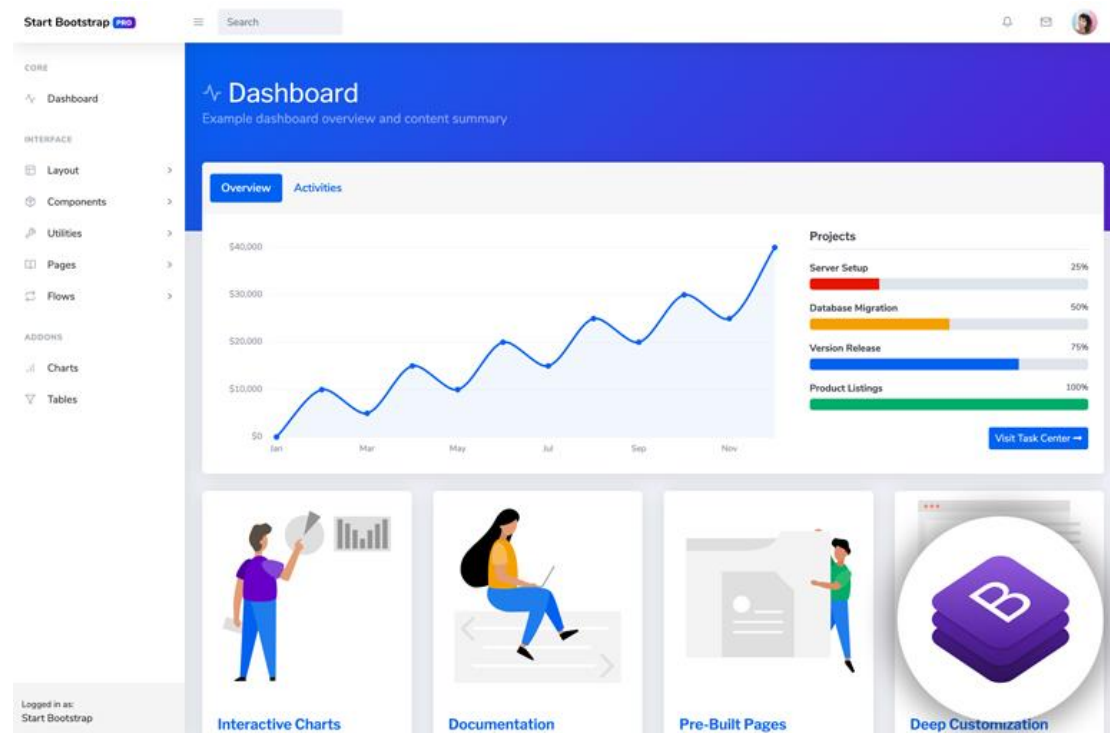 Start Bootstrap PRO
Search
CORE
Dashboard
INTERFACE
Layout
Components
Utilities
Pages
Flows
ADDONS
Charts
Tables
Logged in as:
Start Bootstrap
Dashboard
Example dashboard overview and content summary
Overview
Activities
$40,000
$30,000
$20,000
$10,000
$0
Jan
Mar
May
Jul
Sep
Nov
Projects
Server Setup 25%
Database Migration 50%
Version Release 75%
Product Listings 100%
Visit Task Center
Interactive Charts
Documentation
Pre-Built Pages
Deep Customization
B